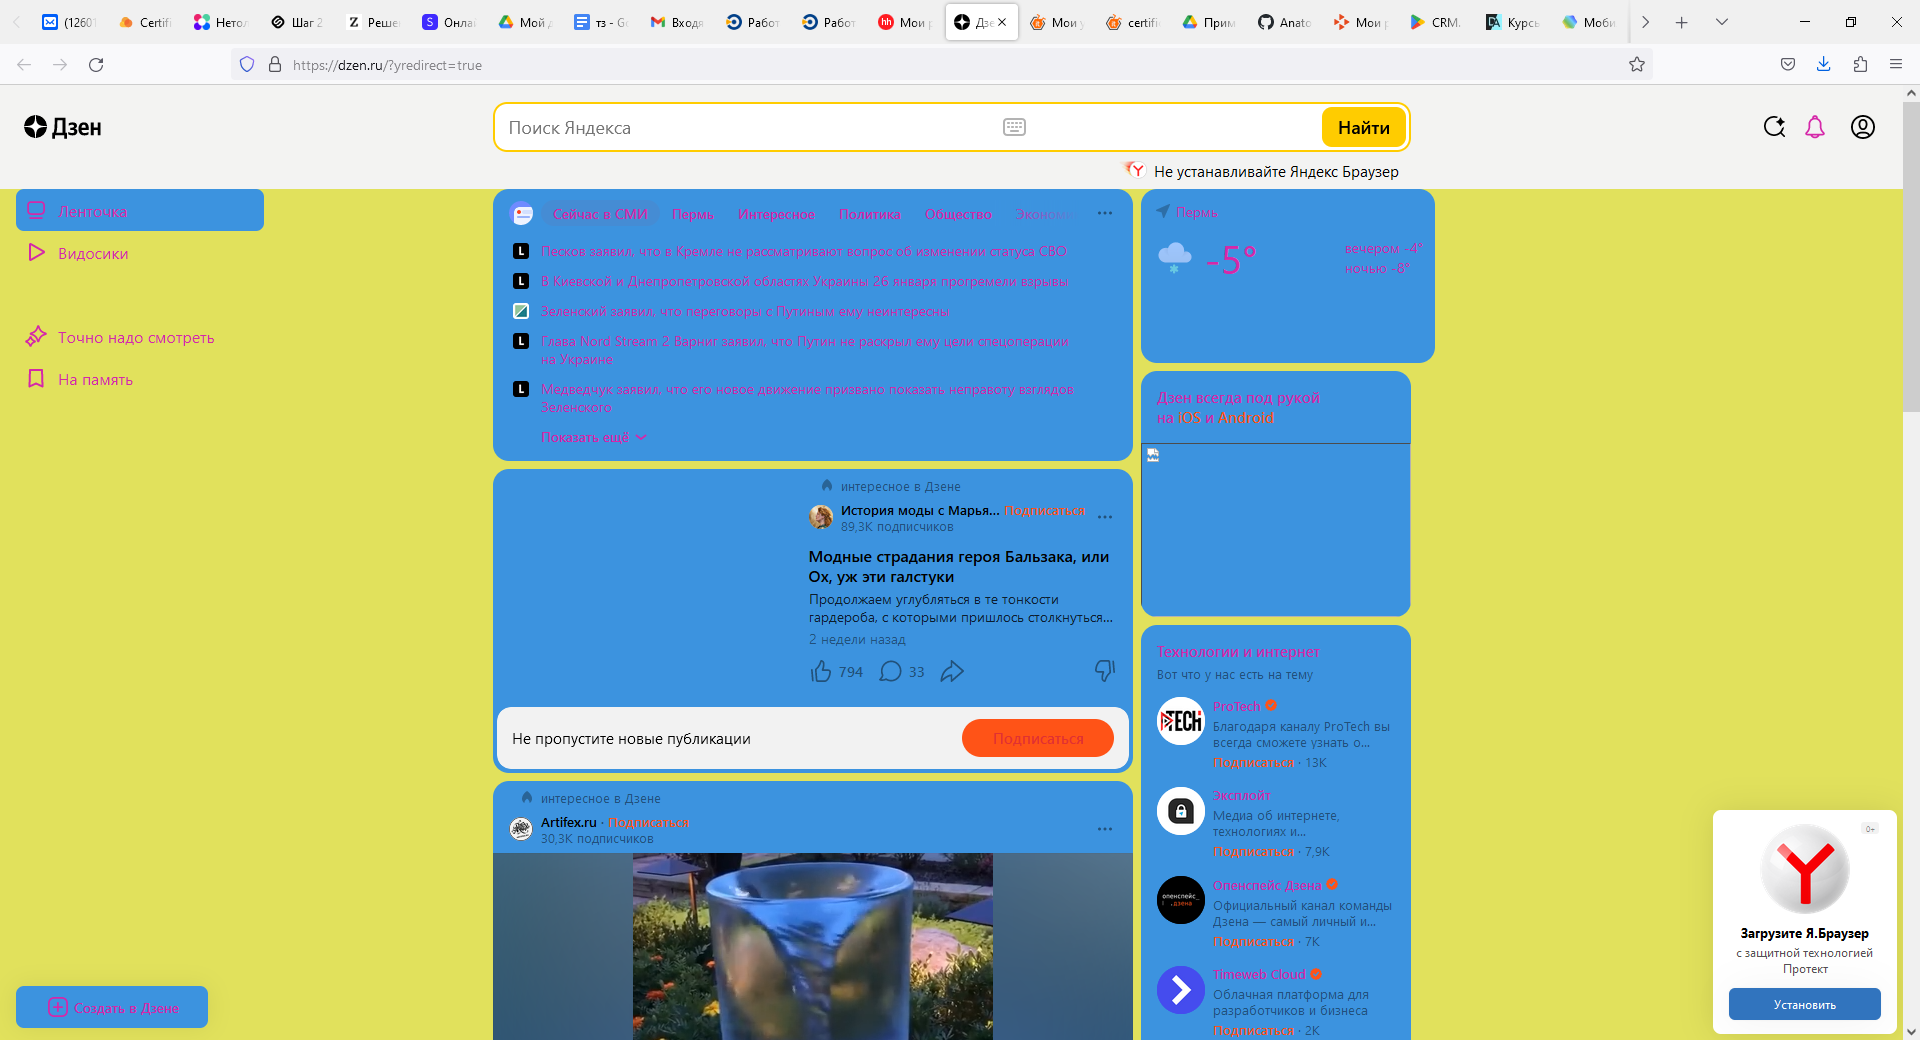 (12601
Certifi
Нетол
Шаг 2
Реше
Онла
Мой д
тз - Go
Входя
Работ
Работ
Мои р
Дзе
Мои у
certifi
Прим
Anato
Мои р
CRM.
Курсы
Моби
https://dzen.ru/?yredirect=true
Дзен
Поиск Яндекса
Найти
Не устанавливайте Яндекс Браузер
Ленточка
Видосики
Точно надо смотреть
На память
Создать в Дзене
Сейчас в СМИ Пермь Интересное Политика Общество Эконом
Песков заявил, что в Кремле не рассматривают вопрос об изменении статуса СВО
В Киевской и Днепропетровской областях Украины 26 января прогремели взрывы
Зеленский заявил, что переговоры с Путиным ему неинтересны
Глава Nord Stream 2 Варниг заявил, что Путин не раскрыл ему цели спецоперации
на Украине
Медведчук заявил, что его новое движение призвано показать неправоту взглядов
Зеленского
Показать ещё
интересное в Дзене
История моды с Марья... Подписаться
89,3K подписчиков
Модные страдания героя Бальзака, или
Ох, уж эти галстуки
Продолжаем углубляться в те тонкости
гардероба, с которыми пришлось столкнуться...
2 недели назад
794 33
Не пропустите новые публикации
Подписаться
интересное в Дзене
Artifex.ru · Подписаться
30,3K подписчиков
Пермь
-5°
вечером -4°
ночью -8°
Дзен всегда под рукой
на iOS и Android
Технологии и интернет
Вот что у нас есть на тему
TECH
ProTech
Благодаря каналу ProTech вы
всегда сможете узнать о...
Подписаться · 13K
Эксплойт
Медиа об интернете,
технологиях и...
Подписаться · 7,9K
опенспейс_
.дзена
Опенспейс Дзена
Официальный канал команды
Дзена — самый личный и...
Подписаться · 7K
Timeweb Cloud
Облачная платформа для
разработчиков и бизнеса
Подписаться · 2K
0+
Загрузите Я.Браузер
с защитной технологией
Протект
Установить